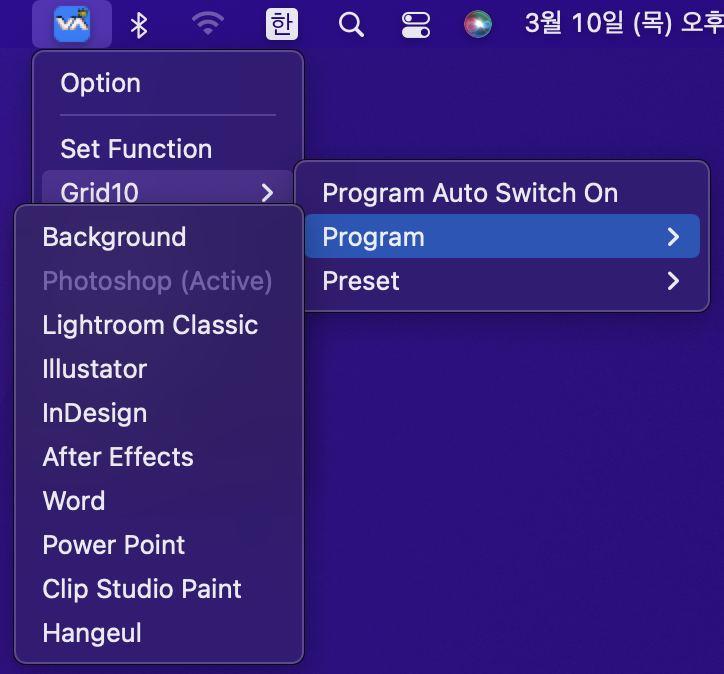 VA
한
3월 10일 (목) 오후
Option
Set Function
Grid10
Program Auto Switch On
Program
Preset
Background
Photoshop (Active)
Lightroom Classic
Illustator
InDesign
After Effects
Word
Power Point
Clip Studio Paint
Hangeul